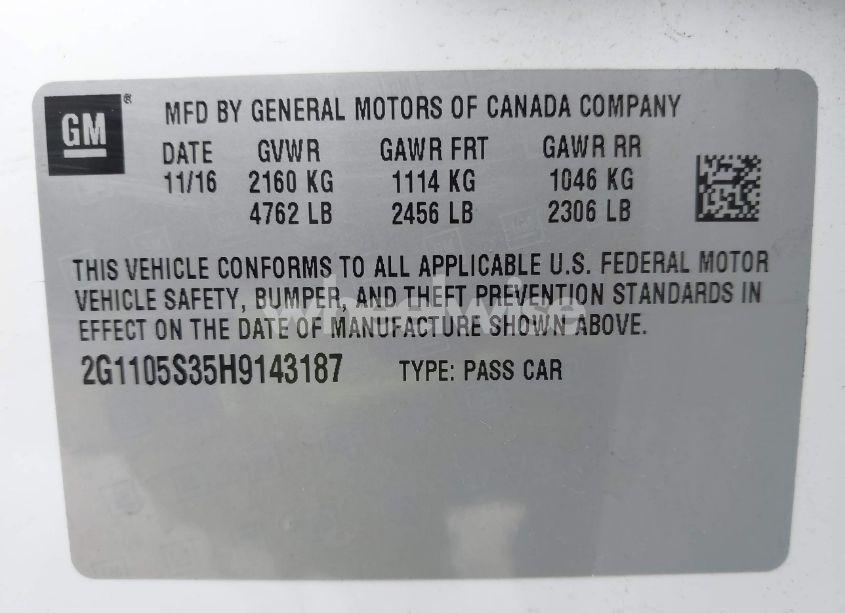 GM ®
MFD BY GENERAL MOTORS OF CANADA COMPANY
DATE GVWR GAWR FRT GAWR RR
11/16 2160 KG 1114 KG 1046 KG
4762 LB 2456 LB 2306 LB
THIS VEHICLE CONFORMS TO ALL APPLICABLE U.S. FEDERAL MOTOR
VEHICLE SAFETY, BUMPER, AND THEFT PREVENTION STANDARDS IN
EFFECT ON THE DATE OF MANUFACTURE SHOWN ABOVE.
wheelwise
2G1105S35H9143187 TYPE: PASS CAR